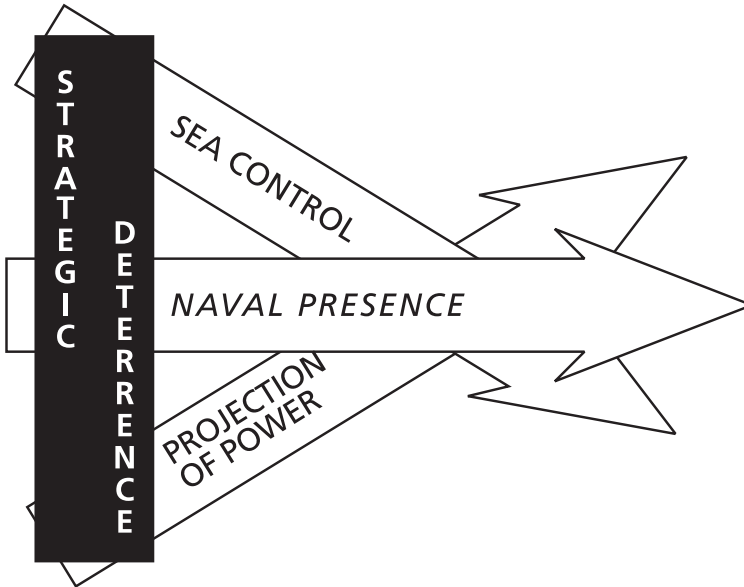 STRATEGIC
DETERRENCE
SEA CONTROL
NAVAL PRESENCE
PROJECTION
OF POWER